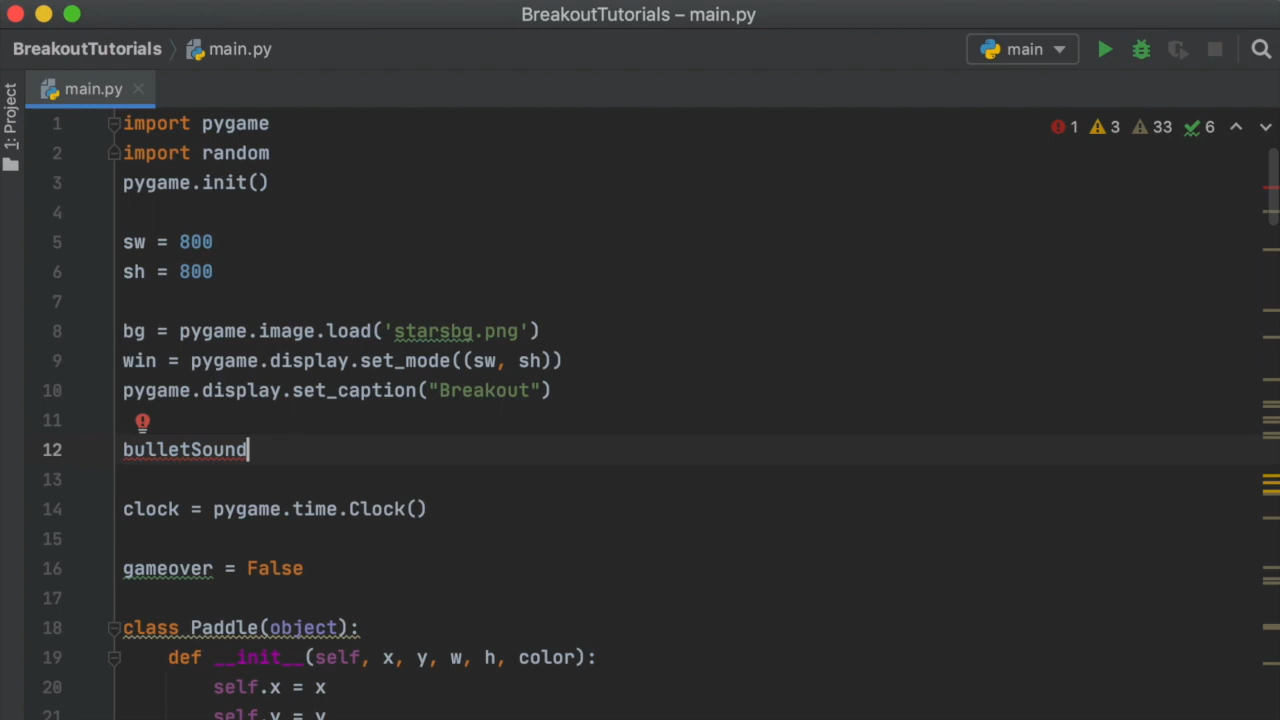 BreakoutTutorials – main.py
BreakoutTutorials main.py main
1: Project
main.py
1 import pygame
2 import random
3 pygame.init()
4
5 sw = 800
6 sh = 800
7
8 bg = pygame.image.load('starsbg.png')
9 win = pygame.display.set_mode((sw, sh))
10 pygame.display.set_caption("Breakout")
11
12 bulletSound
13
14 clock = pygame.time.Clock()
15
16 gameover = False
17
18 class Paddle(object):
19 def __init__(self, x, y, w, h, color):
20 self.x = x
21 self.y = y
1 3 33 6